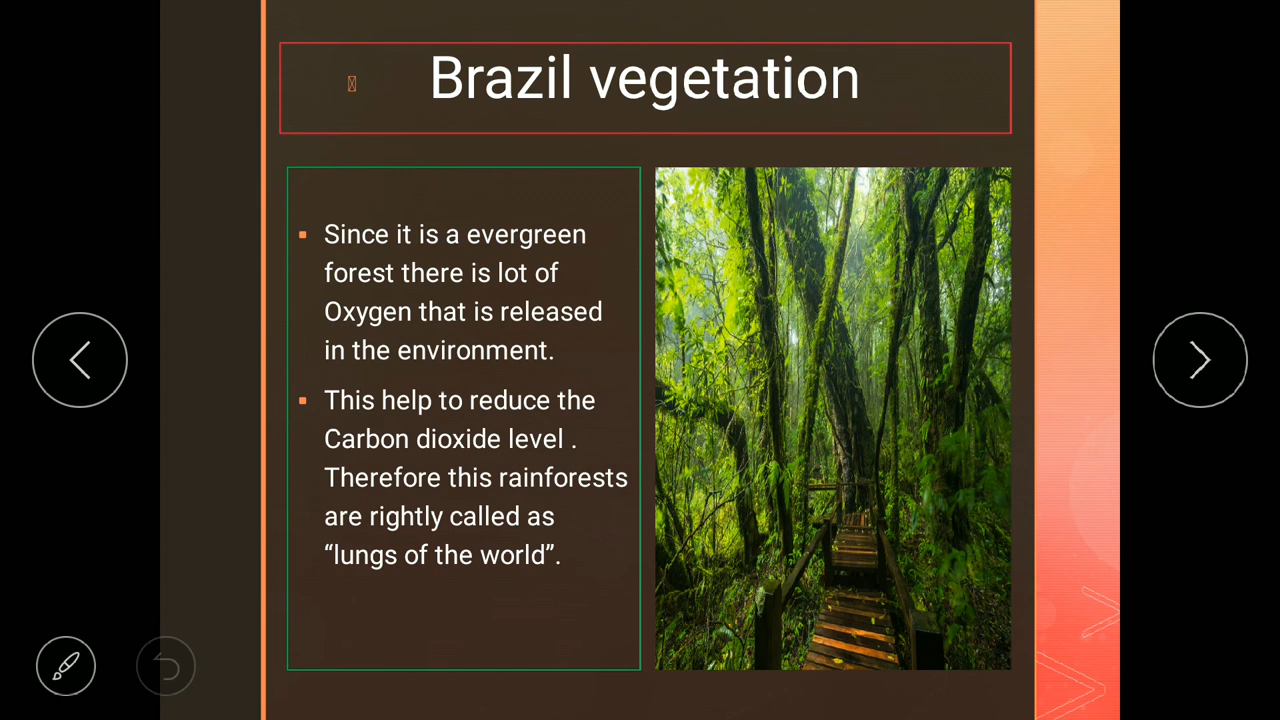 Brazil vegetation
Since it is a evergreen
forest there is lot of
Oxygen that is released
in the environment.
This help to reduce the
Carbon dioxide level .
Therefore this rainforests
are rightly called as
“lungs of the world”.